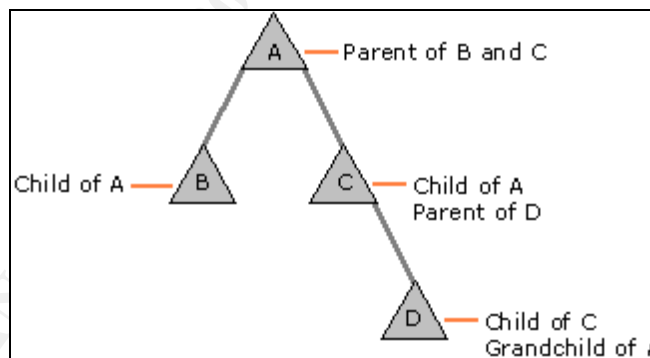 A
Parent of B and C
Child of A
B
C
Child of A
Parent of D
D
Child of C
Grandchild of A